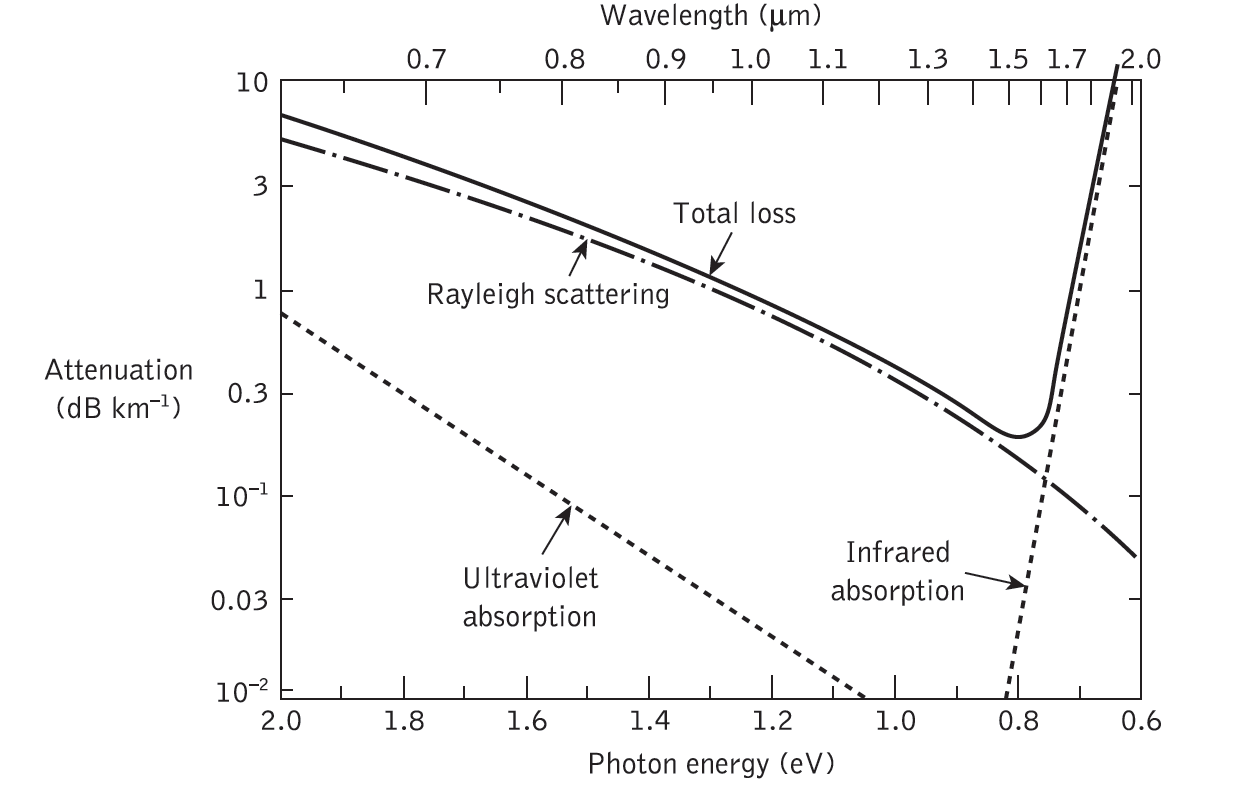 Wavelength (μm)
0.7 0.8 0.9 1.0 1.1 1.3 1.5 1.7 2.0
10
3
1
0.3
10⁻¹
0.03
10⁻²
Attenuation
(dB km⁻¹)
Total loss
Rayleigh scattering
Ultraviolet
absorption
Infrared
absorption
2.0 1.8 1.6 1.4 1.2 1.0 0.8 0.6
Photon energy (eV)